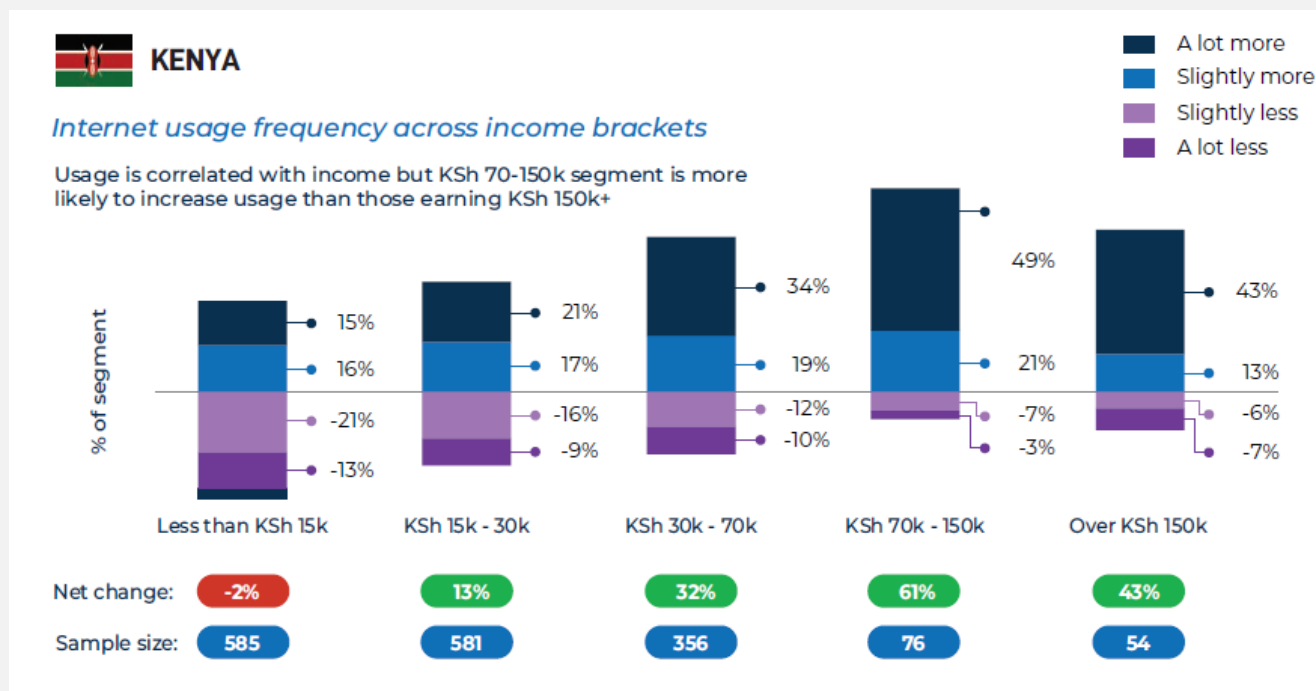 KENYA
A lot more
Slightly more
Slightly less
A lot less
Internet usage frequency across income brackets
Usage is correlated with income but KSh 70-150k segment is more
likely to increase usage than those earning KSh 150k+
% of segment
15%
16%
-21%
-13%
21%
17%
-16%
-9%
34%
19%
-12%
-10%
49%
21%
-7%
-3%
43%
13%
-6%
-7%
Less than KSh 15k
KSh 15k - 30k
KSh 30k - 70k
KSh 70k - 150k
Over KSh 150k
Net change: -2% 13% 32% 61% 43%
Sample size: 585 581 356 76 54